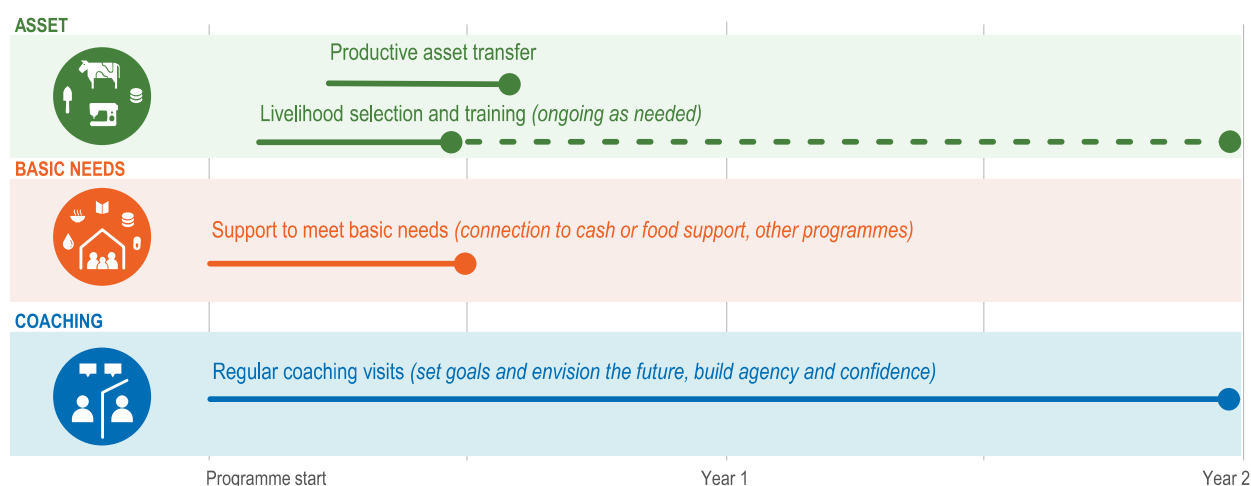 ASSET
Productive asset transfer
Livelihood selection and training (ongoing as needed)
BASIC NEEDS
Support to meet basic needs (connection to cash or food support, other programmes)
COACHING
Regular coaching visits (set goals and envision the future, build agency and confidence)
Programme start
Year 1
Year 2